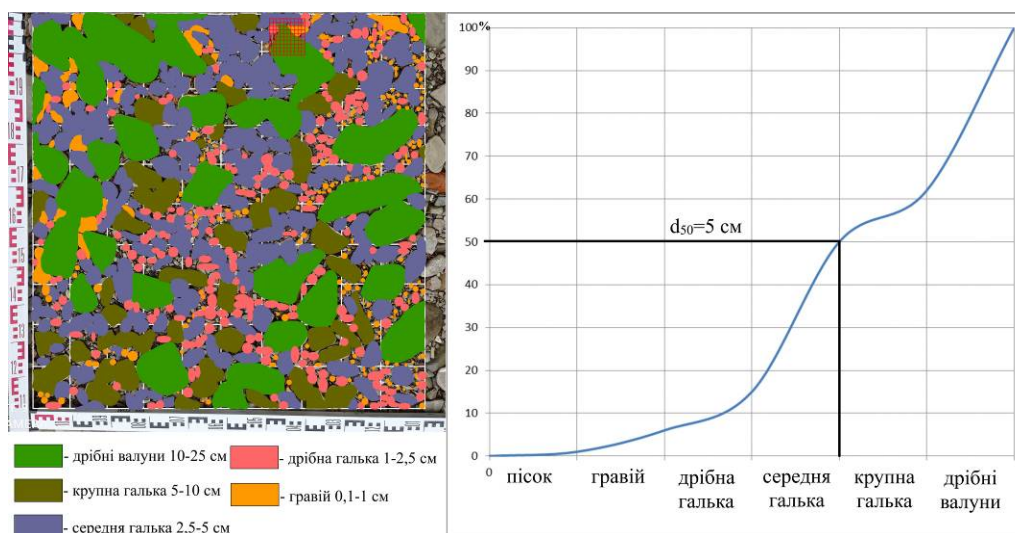 - дрібні валуни 10-25 см
- дрібна галька 1-2,5 см
- крупна галька 5-10 см
- гравій 0,1-1 см
- середня галька 2,5-5 см
100%
90
80
70
60
50
40
30
20
10
0
d50=5 см
0
пісок
гравій
дрібна
галька
середня
галька
крупна
галька
дрібні
валуни